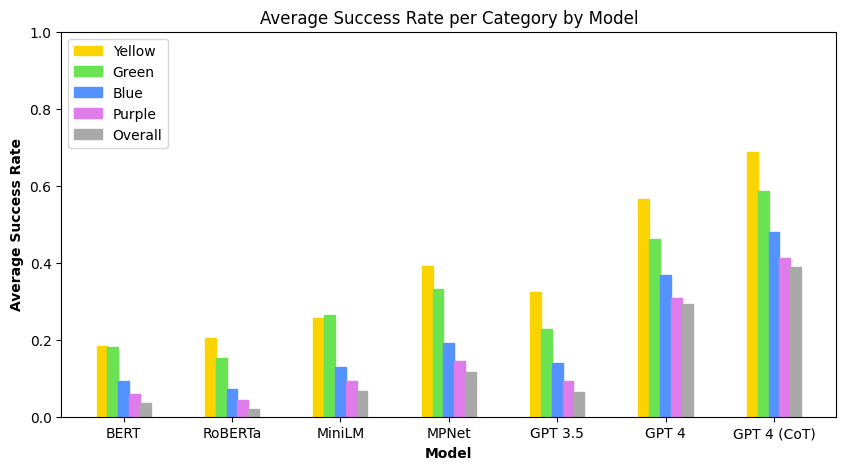 Average Success Rate per Category by Model
Average Success Rate
1.0
0.8
0.6
0.4
0.2
0.0
Yellow
Green
Blue
Purple
Overall
BERT
RoBERTa
MiniLM
MPNet
GPT 3.5
GPT 4
GPT 4 (CoT)
Model